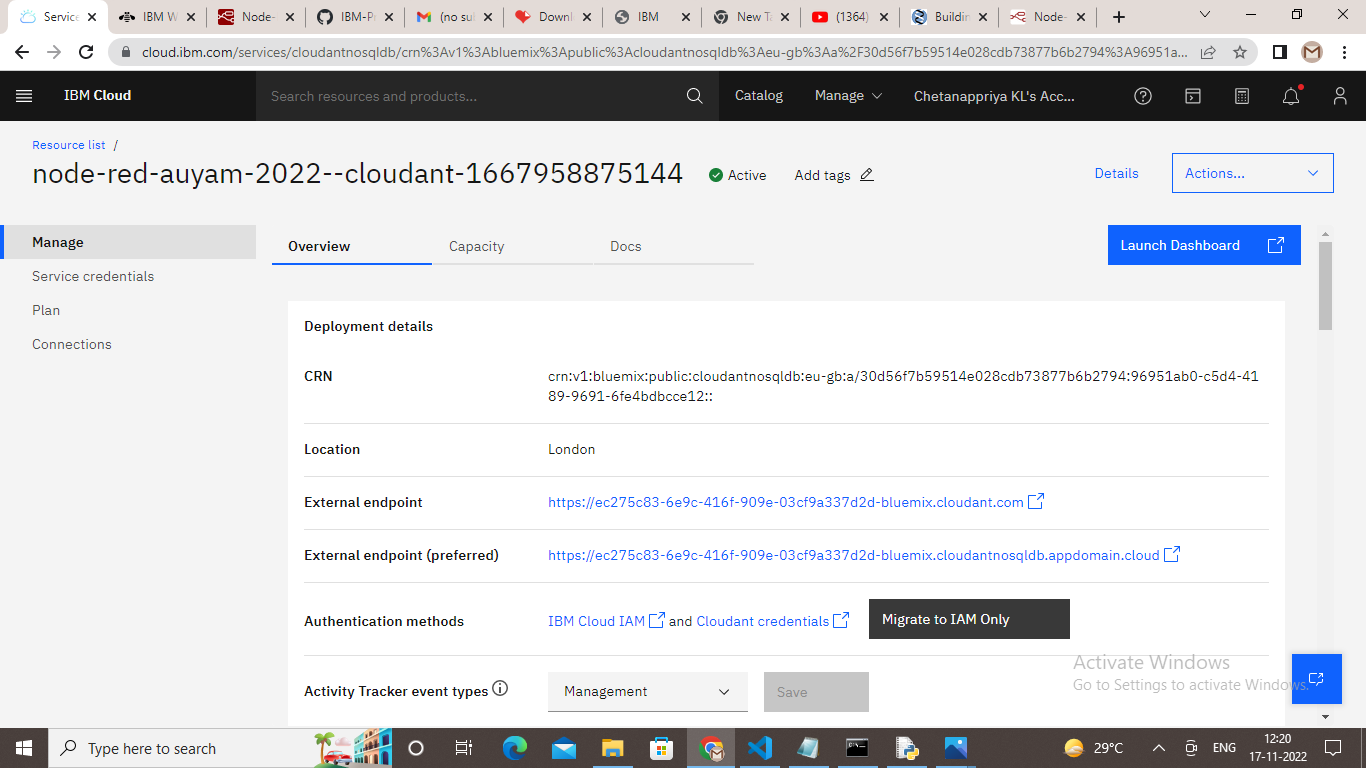 Service
IBM W
Node-
IBM-Pr
(no sul
Downl
IBM
New Ta
(1364)
Buildin
Node-
cloud.ibm.com/services/cloudantnosqldb/crn%3Av1%3Abluemix%3Apublic%3Acloudantnosqldb%3Aeu-gb%3Aa%2F30d56f7b59514e028cdb73877b6b2794%3A96951a...
IBM Cloud
Search resources and products...
Catalog
Manage
Chetanappriya KL's Acc...
Resource list /
node-red-auyam-2022--cloudant-1667958875144
Active
Add tags
Details
Actions...
Manage
Service credentials
Plan
Connections
Overview
Capacity
Docs
Launch Dashboard
Deployment details
CRN
crn:v1:bluemix:public:cloudantnosqldb:eu-gb:a/30d56f7b59514e028cdb73877b6b2794:96951ab0-c5d4-41
89-9691-6fe4bdbcce12::
Location
London
External endpoint
https://ec275c83-6e9c-416f-909e-03cf9a337d2d-bluemix.cloudant.com
External endpoint (preferred)
https://ec275c83-6e9c-416f-909e-03cf9a337d2d-bluemix.cloudantnosqldb.appdomain.cloud
Authentication methods
IBM Cloud IAM and Cloudant credentials
Migrate to IAM Only
Activity Tracker event types
Management
Save
Activate Windows
Go to Settings to activate Windows.
Type here to search
29°C
ENG
12:20
17-11-2022